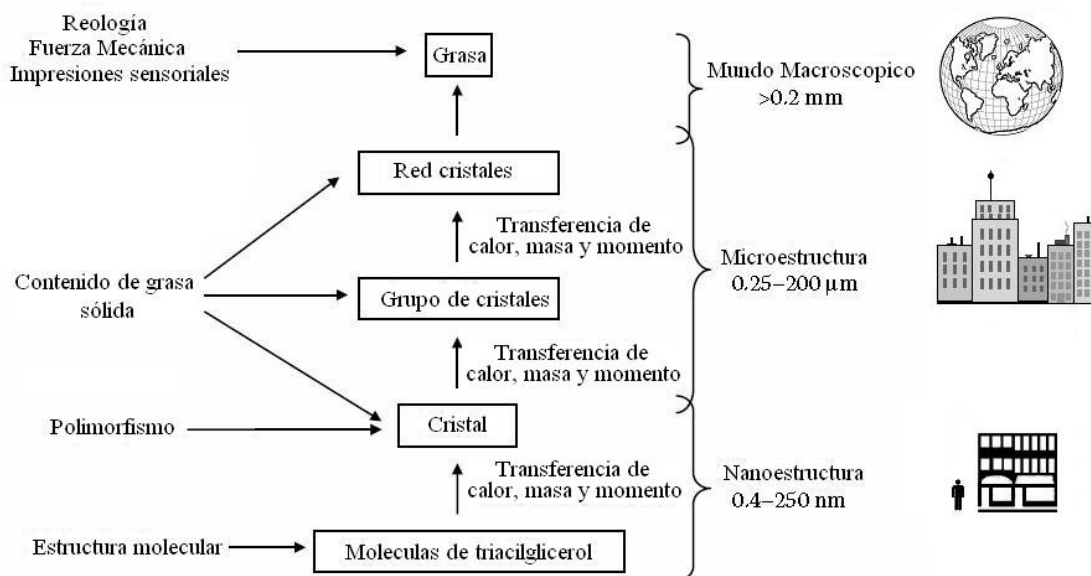 Reología
Fuerza Mecánica
Impresiones sensoriales
Grasa
Mundo Macroscopico
>0.2 mm
Red cristales
Transferencia de
calor, masa y momento
Contenido de grasa
sólida
Grupo de cristales
Microestructura
0.25–200 µm
Transferencia de
calor, masa y momento
Polimorfismo
Cristal
Transferencia de
calor, masa y momento
Nanoestructura
0.4–250 nm
Estructura molecular
Moleculas de triacilglicerol